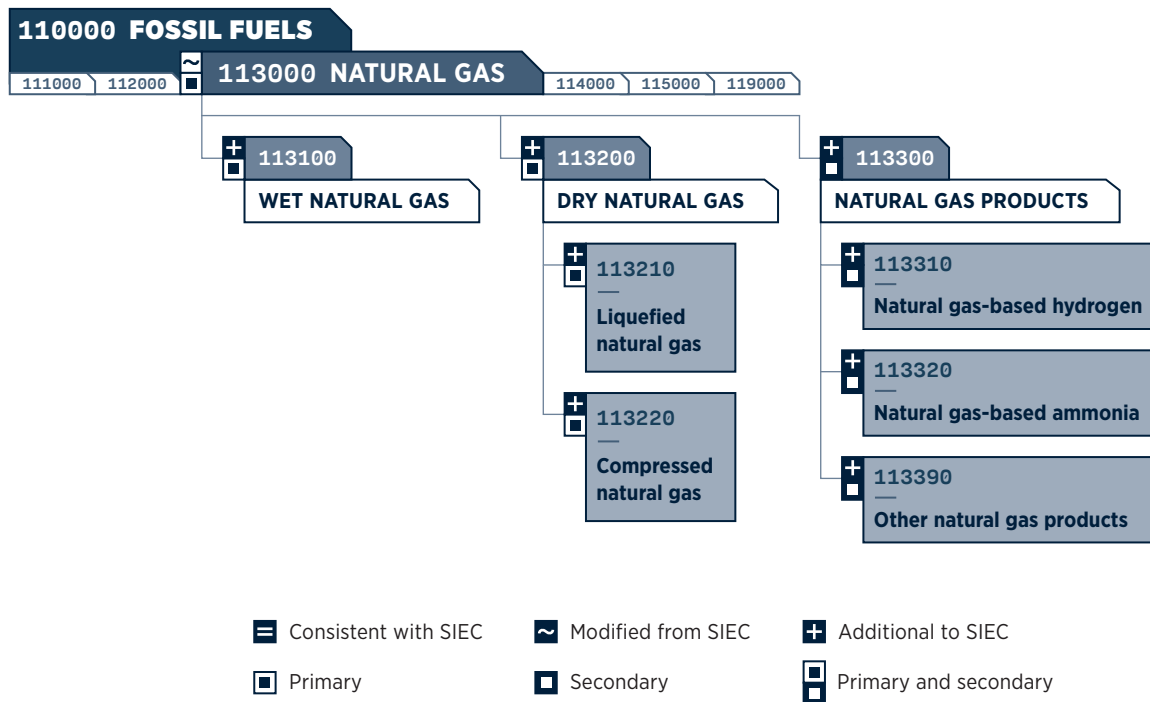 110000 FOSSIL FUELS
~
113000 NATURAL GAS
111000 112000 114000 115000 119000
+ 113100 + 113200 + 113300
WET NATURAL GAS DRY NATURAL GAS NATURAL GAS PRODUCTS
+ 113210
Liquefied
natural gas
+ 113220
Compressed
natural gas
+ 113310
Natural gas-based hydrogen
+ 113320
Natural gas-based ammonia
+ 113390
Other natural gas products
= Consistent with SIEC ~ Modified from SIEC + Additional to SIEC
Primary Secondary Primary and secondary